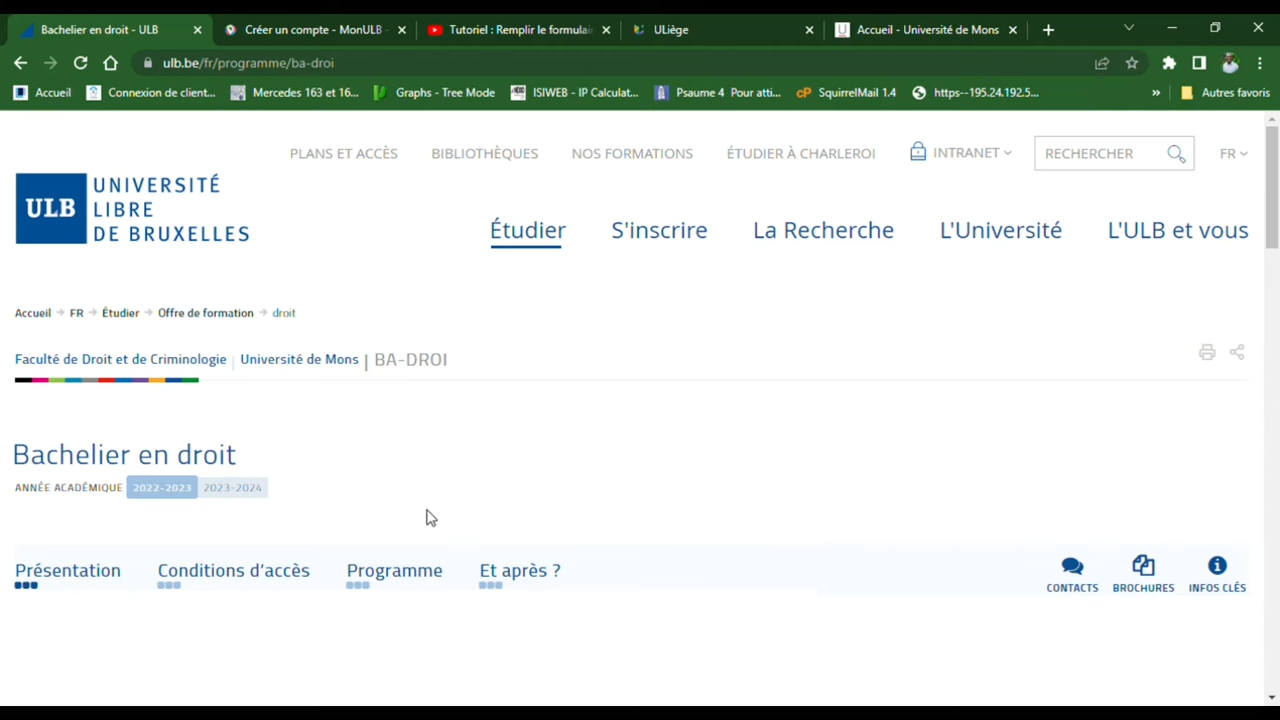 Bachelier en droit - ULB
Créer un compte - MonULB
Tutoriel : Remplir le formulai
ULiège
Accueil - Université de Mons
ulb.be/fr/programme/ba-droi
Accueil
Connexion de client...
Mercedes 163 et 16...
Graphs - Tree Mode
ISIWEB - IP Calculat...
Psaume 4 Pour atti...
SquirrelMail 1.4
https--195.24.192.5...
»
Autres favoris
PLANS ET ACCÈS
BIBLIOTHÈQUES
NOS FORMATIONS
ÉTUDIER À CHARLEROI
INTRANET
RECHERCHER
FR
ULB
UNIVERSITÉ
LIBRE
DE BRUXELLES
Étudier
S'inscrire
La Recherche
L'Université
L'ULB et vous
Accueil → FR → Étudier → Offre de formation → droit
Faculté de Droit et de Criminologie | Université de Mons | BA-DROI
Bachelier en droit
ANNÉE ACADÉMIQUE 2022-2023 2023-2024
Présentation
Conditions d'accès
Programme
Et après ?
CONTACTS
BROCHURES
INFOS CLÉS